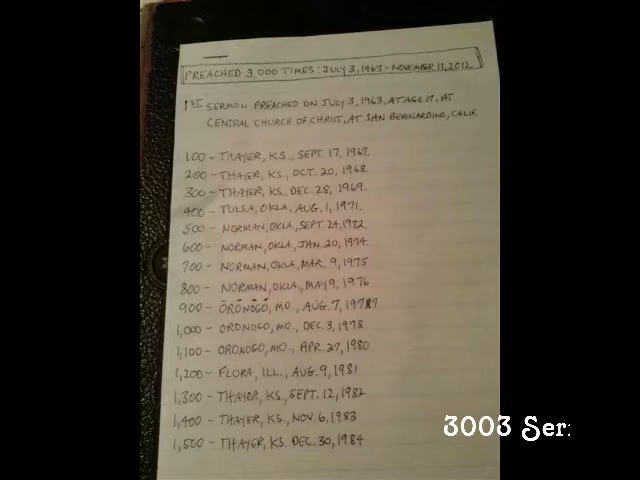 PREACHED 3,000 TIMES: JULY 3, 1963 - NOVEMBER 13, 2012
1ST SERMON PREACHED ON JULY 3, 1963, AT AGE 17, AT
CENTRAL CHURCH OF CHRIST, AT SAN BERNARDINO, CALIF.
100 - THAYER, KS., SEPT. 17, 1967.
200 - THAYER, KS., OCT. 20, 1968.
300 - THAYER, KS., DEC. 28, 1969.
400 - TULSA, OKLA, AUG. 1, 1971.
500 - NORMAN, OKLA., SEPT. 24, 1972.
600 - NORMAN, OKLA., JAN. 20, 1974.
700 - NORMAN, OKLA, MAR. 9, 1975
800 - NORMAN, OKLA., MAY 9, 1976
900 - ORONOGO, MO., AUG. 7, 1977
1,000 - ORONOGO, MO., DEC. 3, 1978
1,100 - ORONOGO, MO., APR. 27, 1980
1,200 - FLORA, ILL., AUG. 9, 1981
1,300 - THAYER, KS., SEPT. 12, 1982
1,400 - THAYER, KS., NOV. 6, 1983
1,500 - THAYER, KS. DEC. 30, 1984
3003 Ser